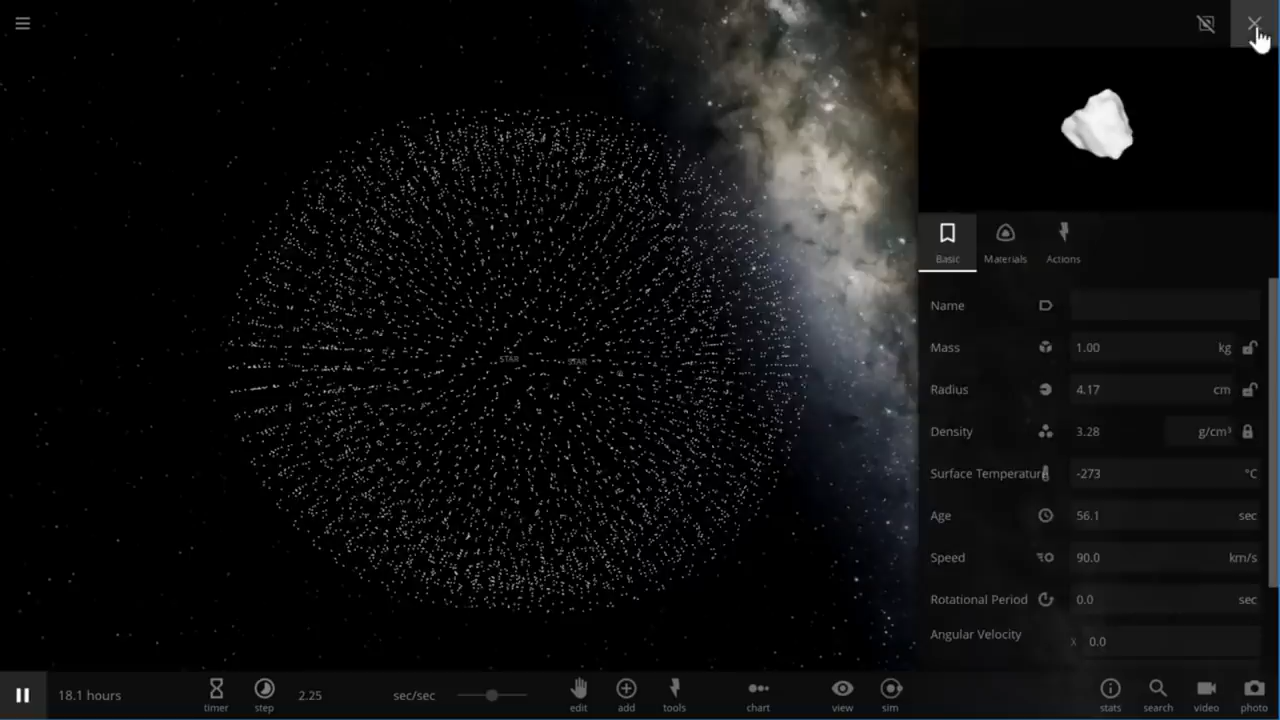 STAR
STAR
Basic
Materials
Actions
Name
Mass 1.00 kg
Radius 4.17 cm
Density 3.28 g/cm³
Surface Temperature -273 °C
Age 56.1 sec
Speed 90.0 km/s
Rotational Period 0.0 sec
Angular Velocity X 0.0
18.1 hours
timer
step
2.25 sec/sec
edit
add
tools
chart
view
sim
stats
search
video
photo